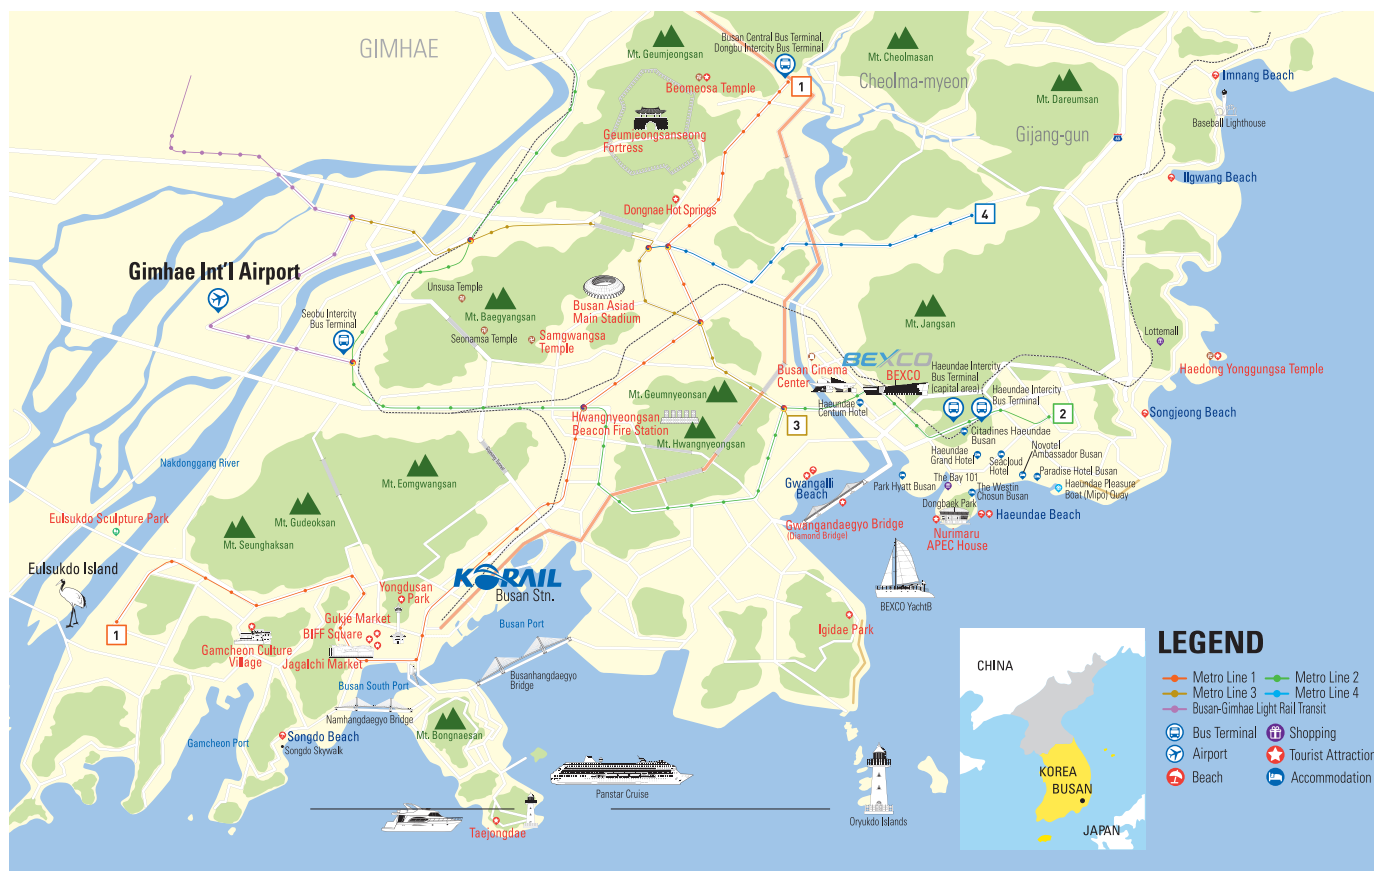 GIMHAE
Mt. Geumjeongsan
Busan Central Bus Terminal,
Dongbu Intercity Bus Terminal
Mt. Cheolmasan
Cheolma-myeon
Imnang Beach
Beomeosa Temple
1
Mt. Dareumsan
Baseball Lighthouse
Geumjeongsanseong
Fortress
Gijang-gun
Ilgwang Beach
Dongnae Hot Springs
4
Gimhae Int'l Airport
Unsusa Temple
Mt. Baegyangsan
Busan Asiad
Main Stadium
Seobu Intercity
Bus Terminal
Seonamsa Temple
Samgwangsa
Temple
Mt. Jangsan
Lottemall
BEXCO
BEXCO
Busan Cinema
Center
Haeundae Intercity
Bus Terminal
(capital area)
Haedong Yonggungsa Temple
Haeundae Intercity
Bus Terminal
Mt. Geumnyeonsan
Haeundae
Centum Hotel
Hwangnyeongsan
Beacon Fire Station
3
2
Songjeong Beach
Mt. Hwangnyeongsan
Citadines Haeundae
Busan
Novotel
Ambassador Busan
Haeundae
Grand Hotel
Seacloud
Hotel
Nakdonggang River
Mt. Eomgwangsan
Paradise Hotel Busan
Gwangalli
Beach
Park Hyatt Busan
The Bay 101
The Westin
Chosun Busan
Haeundae Pleasure
Boat (Mipo) Quay
Dongbaek Park
Eulsukdo Sculpture Park
Mt. Gudeoksan
Gwangandaegyo Bridge
(Diamond Bridge)
Haeundae Beach
Mt. Seunghaksan
Nurimaru
APEC House
Eulsukdo Island
KORAIL
Busan Stn.
Yongdusan
Park
BEXCO YachtB
Gukje Market
BIFF Square
1
Busan Port
Igidae Park
Gamcheon Culture
Village
Jagalchi Market
Busanhangdaegyo
Bridge
Busan South Port
Namhangdaegyo Bridge
Songdo Beach
Songdo Skywalk
Gamcheon Port
Mt. Bongnaesan
Panstar Cruise
Oryukdo Islands
Taejongdae
CHINA
KOREA
BUSAN
JAPAN
LEGEND
Metro Line 1
Metro Line 2
Metro Line 3
Metro Line 4
Busan-Gimhae Light Rail Transit
Bus Terminal
Shopping
Airport
Tourist Attraction
Beach
Accommodation